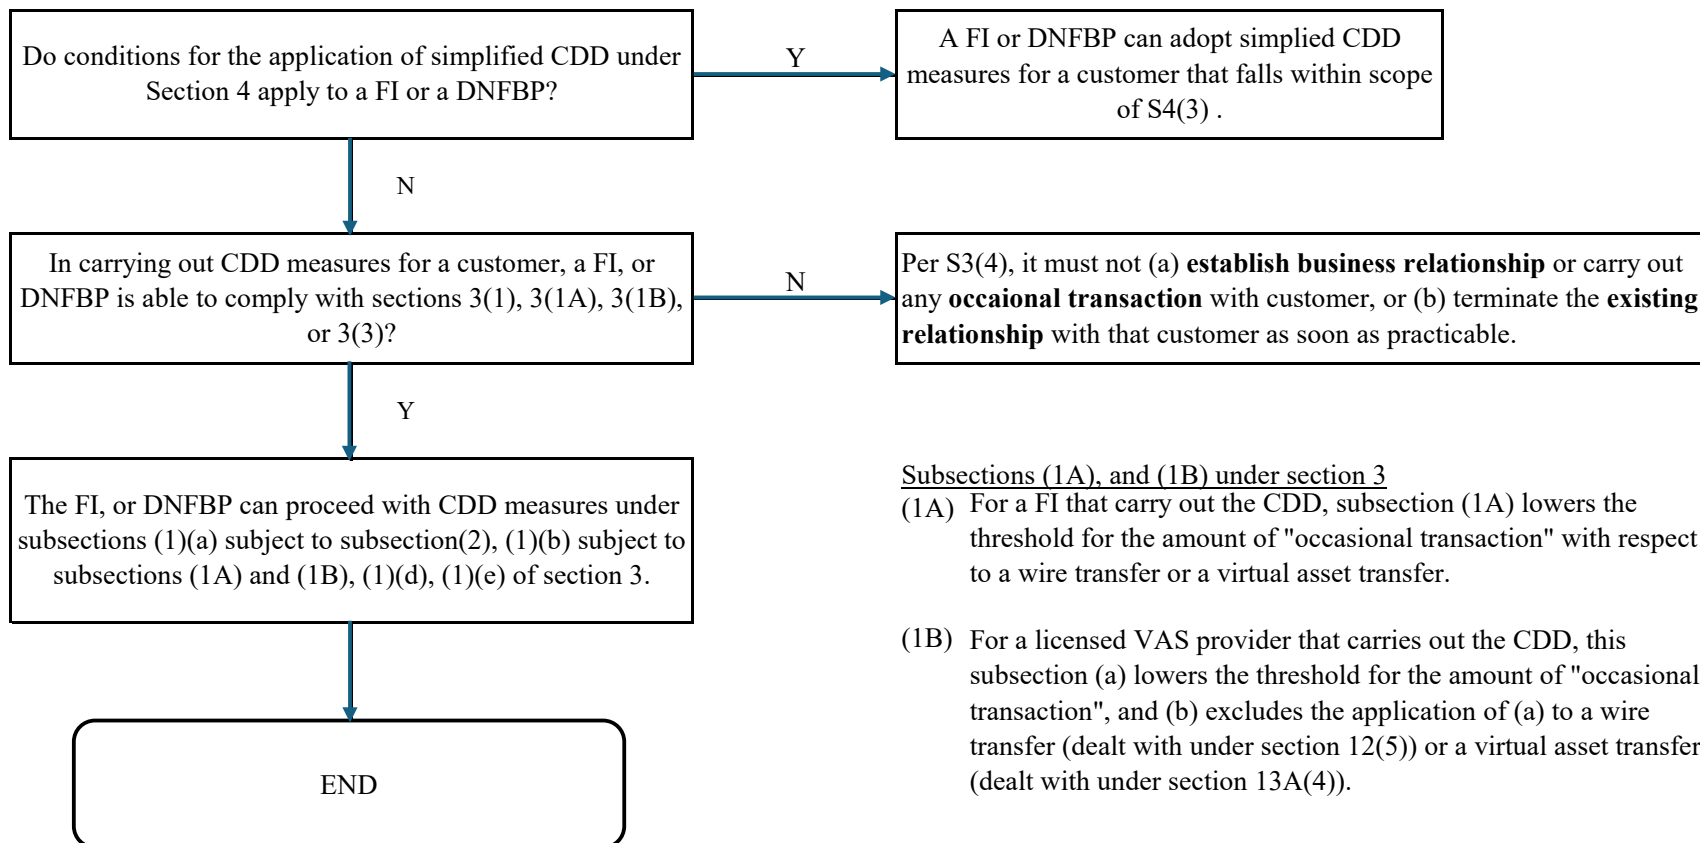 Do conditions for the application of simplified CDD under
Section 4 apply to a FI or a DNFBP?
Y
A FI or DNFBP can adopt simplied CDD
measures for a customer that falls within scope
of S4(3) .
N
In carrying out CDD measures for a customer, a FI, or
DNFBP is able to comply with sections 3(1), 3(1A), 3(1B),
or 3(3)?
N
Per S3(4), it must not (a) establish business relationship or carry out
any occaional transaction with customer, or (b) terminate the existing
relationship with that customer as soon as practicable.
Y
The FI, or DNFBP can proceed with CDD measures under
subsections (1)(a) subject to subsection(2), (1)(b) subject to
subsections (1A) and (1B), (1)(d), (1)(e) of section 3.
Subsections (1A), and (1B) under section 3
(1A) For a FI that carry out the CDD, subsection (1A) lowers the
threshold for the amount of "occasional transaction" with respect
to a wire transfer or a virtual asset transfer.
(1B) For a licensed VAS provider that carries out the CDD, this
subsection (a) lowers the threshold for the amount of "occasional
transaction", and (b) excludes the application of (a) to a wire
transfer (dealt with under section 12(5)) or a virtual asset transfer
(dealt with under section 13A(4)).
END